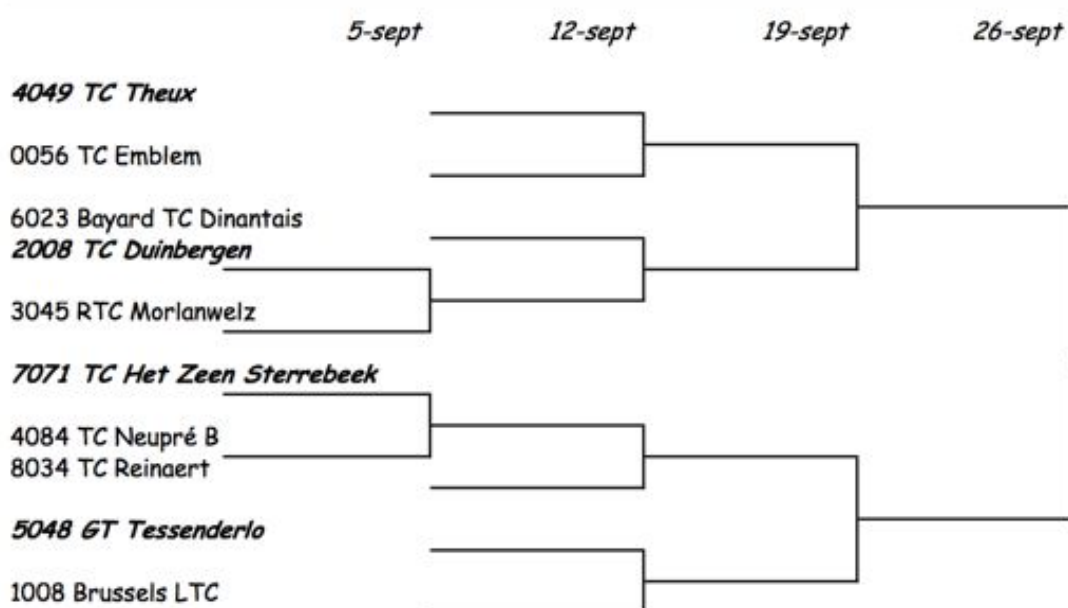 5-sept 12-sept 19-sept 26-sept
4049 TC Theux
0056 TC Emblem
6023 Bayard TC Dinantais
2008 TC Duinbergen
3045 RTC Morlanwelz
7071 TC Het Zeen Sterrebeek
4084 TC Neupré B
8034 TC Reinaert
5048 GT Tessenderlo
1008 Brussels LTC